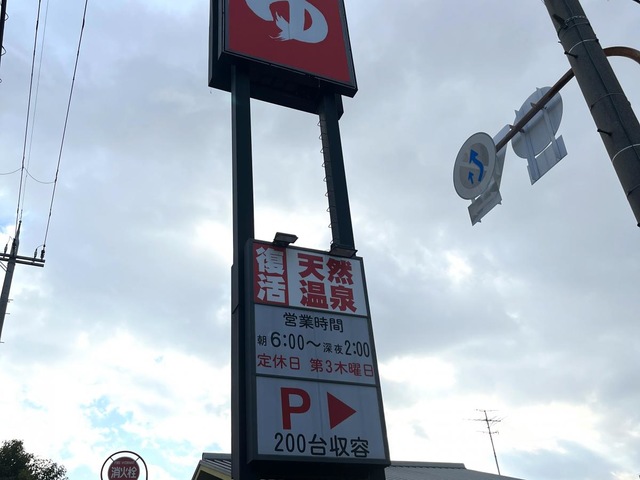 ゆ
復活
天然温泉
営業時間
朝6:00〜深夜2:00
定休日 第3木曜日
P
200台収容
消火栓